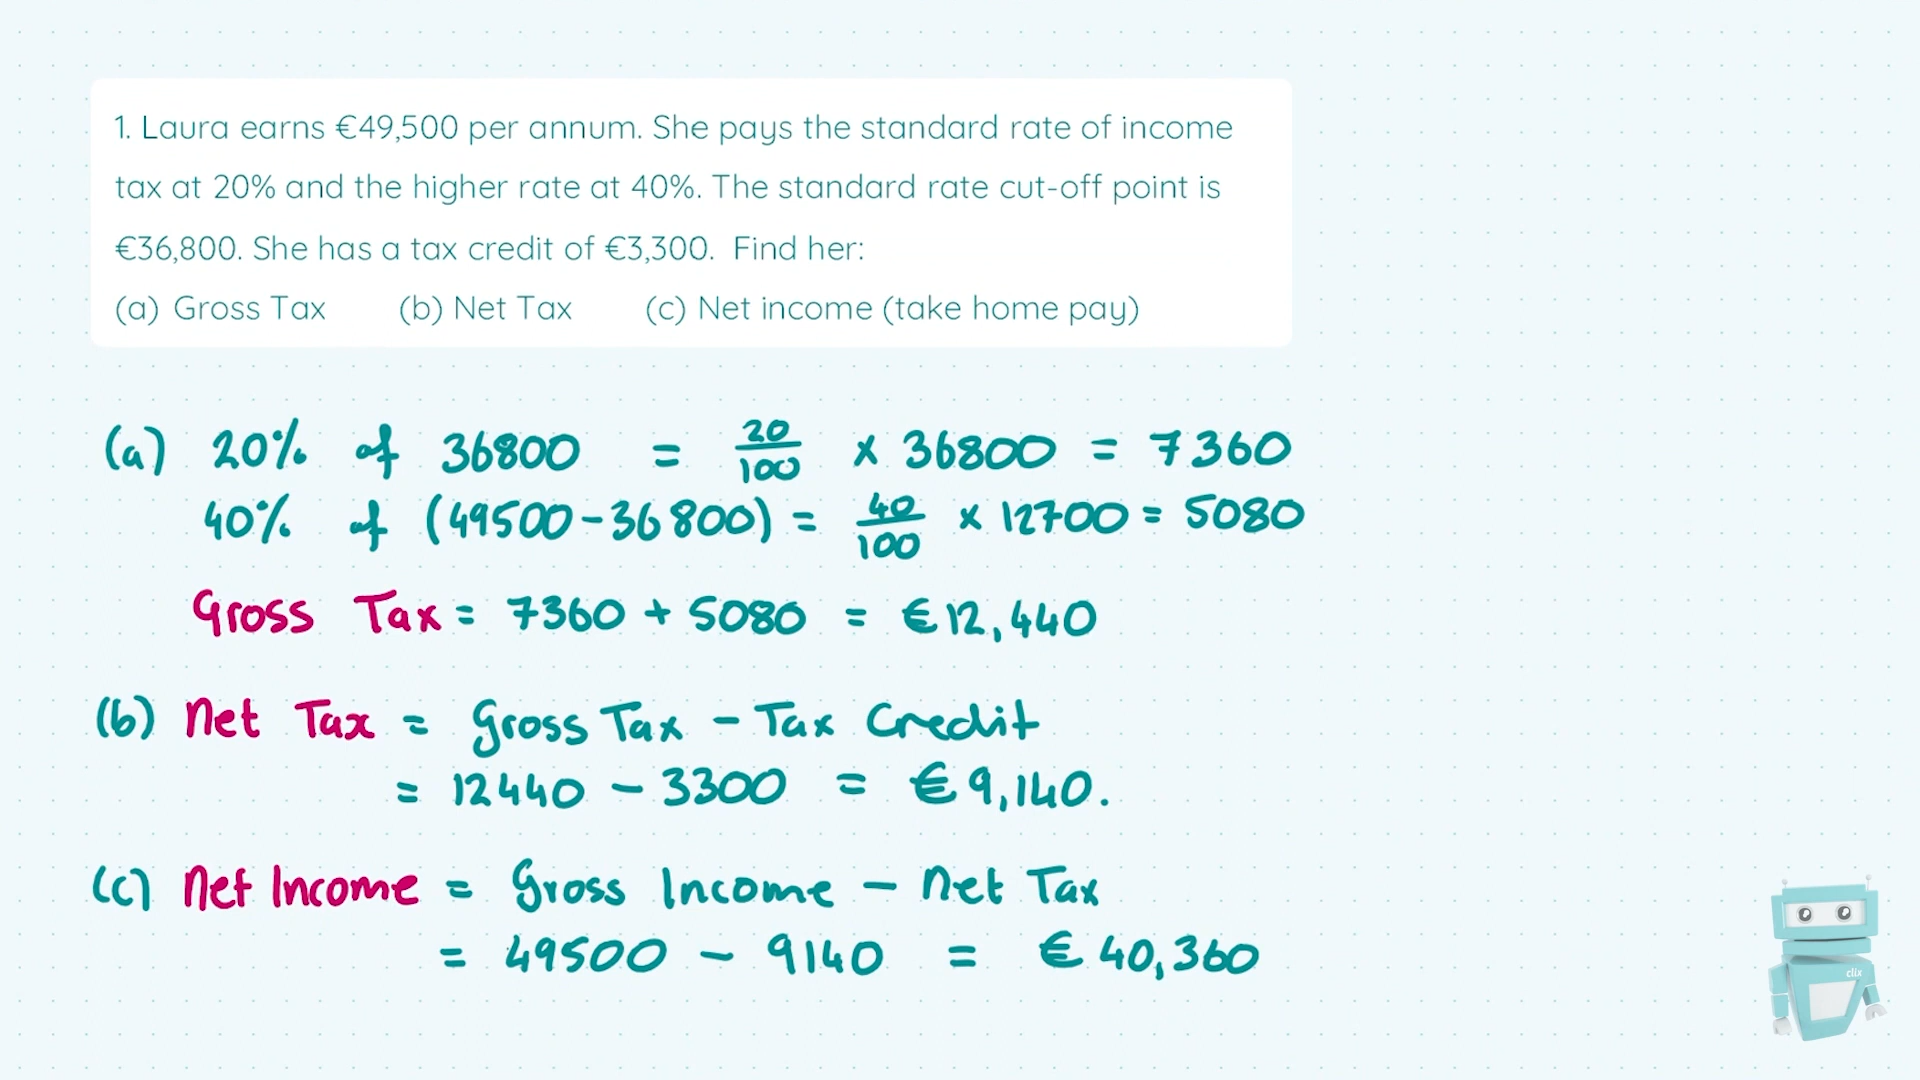 1. Laura earns €49,500 per annum. She pays the standard rate of income
tax at 20% and the higher rate at 40%. The standard rate cut-off point is
€36,800. She has a tax credit of €3,300. Find her:
(a) Gross Tax (b) Net Tax (c) Net income (take home pay)
(a) 20% of 36800 = 20/100 × 36800 = 7360
40% of (49500-36800) = 40/100 × 12700 = 5080
Gross Tax = 7360 + 5080 = €12,440
(b) Net Tax = Gross Tax - Tax Credit
= 12440 - 3300 = €9,140.
(c) Net Income = Gross Income - Net Tax
= 49500 - 9140 = €40,360
clix